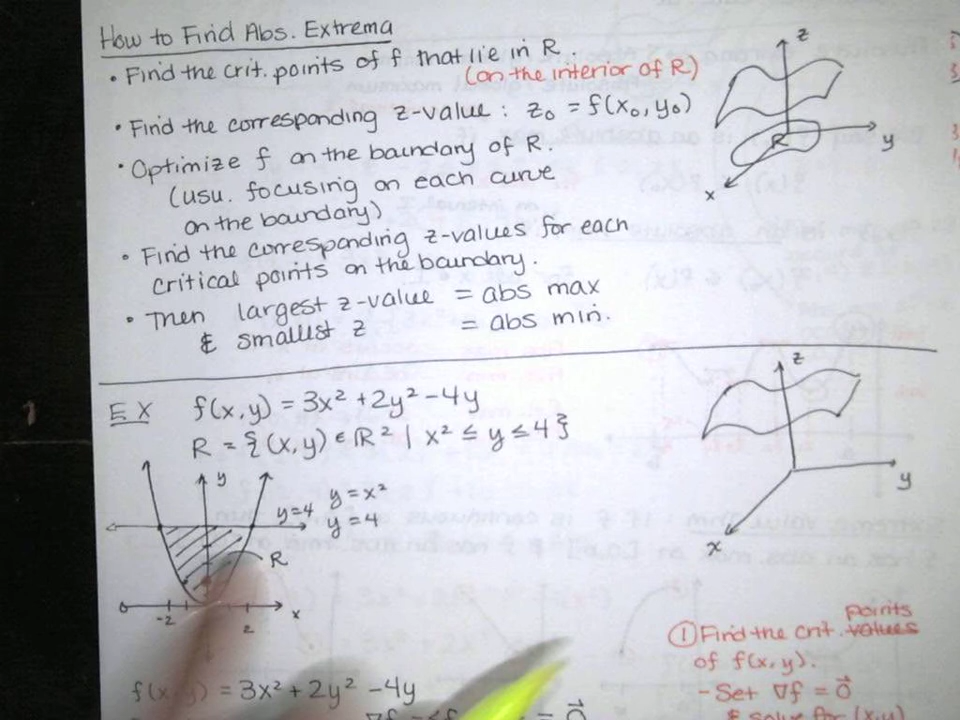 How to Find Abs. Extrema
• Find the crit. points of f that lie in R.
(on the interior of R)
• Find the corresponding z-value : z₀ = f(x₀, y₀)
• Optimize f on the boundary of R.
(usu. focusing on each curve
on the boundary)
• Find the corresponding z-values for each
critical points on the boundary.
• Then largest z-value = abs max
& smallest z = abs min.
z
R
y
x
EX f(x,y) = 3x² + 2y² - 4y
R = {(x,y) ∈ ℝ² | x² ≤ y ≤ 4}
y
y = x²
y=4
y = 4
R
-2
2
x
z
y
x
points
① Find the crit. values
of f(x,y).
- Set ∇f = 0⃗
& solve for (x,y)
f(x,y) = 3x² + 2y² - 4y
= 0⃗